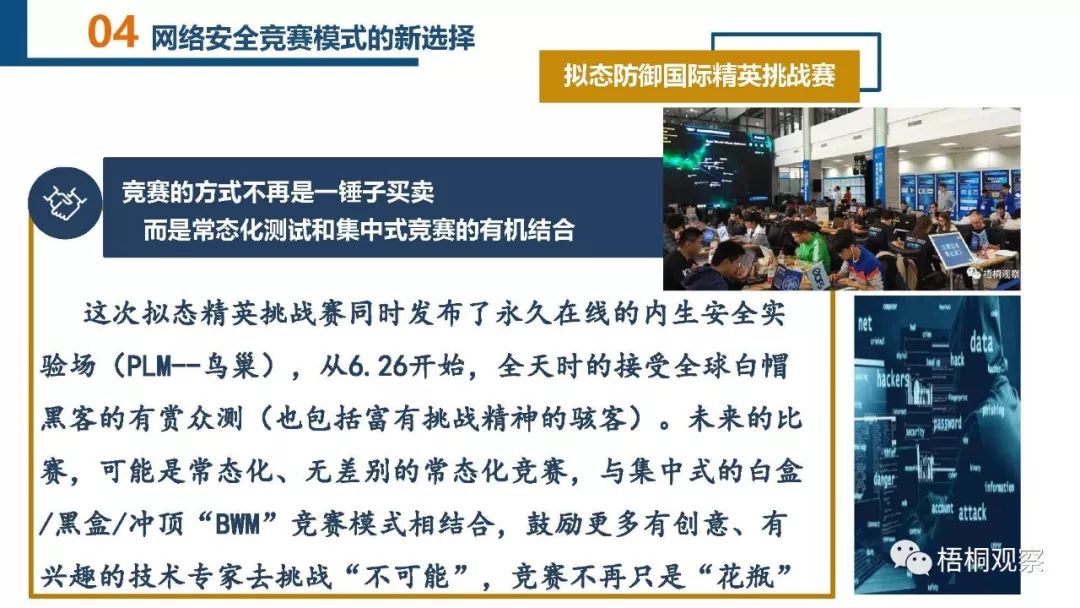 04 网络安全竞赛模式的新选择
拟态防御国际精英挑战赛
竞赛的方式不再是一锤子买卖
而是常态化测试和集中式竞赛的有机结合
这次拟态精英挑战赛同时发布了永久在线的内生安全实
验场（PLM--鸟巢），从6.26开始，全天时的接受全球白帽
黑客的有赏众测（也包括富有挑战精神的骇客）。未来的比
赛，可能是常态化、无差别的常态化竞赛，与集中式的白盒
/黑盒/冲顶“BWM”竞赛模式相结合，鼓励更多有创意、有
兴趣的技术专家去挑战“不可能”，竞赛不再只是“花瓶”
梧桐观察
net
computer
criminal
crime
data
hack
hackers
phishing
security
password
danger
information
account
attack
web
梧桐观察